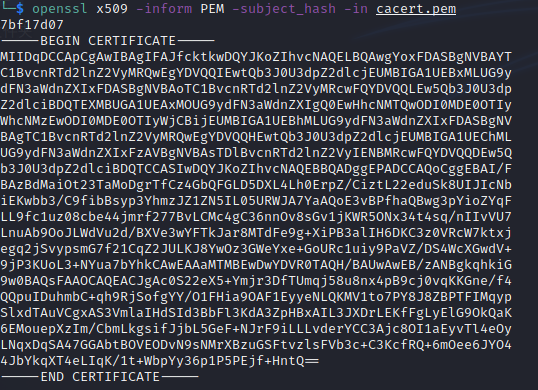 └─$ openssl x509 -inform PEM -subject_hash -in cacert.pem
7bf17d07
-----BEGIN CERTIFICATE-----
MIIDqDCCApCgAwIBAgIFAJfcktkwDQYJKoZIhvcNAQELBQAwgYoxFDASBgNVBAYT
C1BvcnRTd2lnZ2VyMRQwEgYDVQQIEwtQb3J0U3dpZ2dlcjEUMBIGA1UEBxMLUG9y
dFN3aWdnZXIxFDASBgNVBAoTC1BvcnRTd2lnZ2VyMRcwFQYDVQQLEw5Qb3J0U3dp
Z2dlciBDQTEXMBUGA1UEAxMOUG9ydFN3aWdnZXIgQ0EwHhcNMTQwODI0MDE0OTIy
WhcNMzEwODI0MDE0OTIyWjCBijEUMBIGA1UEBhMLUG9ydFN3aWdnZXIxFDASBgNV
BAgTC1BvcnRTd2lnZ2VyMRQwEgYDVQQHEwtQb3J0U3dpZ2dlcjEUMBIGA1UEChML
UG9ydFN3aWdnZXIxFzAVBgNVBAsTDlBvcnRTd2lnZ2VyIENBMRcwFQYDVQQDEw5Q
b3J0U3dpZ2dlciBDQTCCASIwDQYJKoZIhvcNAQEBBQADggEPADCCAQoCggEBAI/F
BAzBdMaiOt23TaMoDgrTfCz4GbQFGLD5DXL4Lh0ErpZ/CiztL22eduSk8UIJIcNb
iEKwbb3/C9fibBsyp3YhmzJZ1ZN5IL05URWJA7YaAQoE3vBPfhaQBwg3pYioZYqF
LL9fc1uz08cbe44jmrf277BvLCMc4gC36nnOv8sGv1jKWR5ONx34t4sq/nIIvVU7
LnuAb9OoJLWdVu2d/BXVe3wYFTkJar8MTdFe9g+XiPB3alIH6DKC3z0VRcW7ktxj
egq2jSvypsmG7f21CqZ2JULKJ8YwOz3GWeYxe+GoURc1uiy9PaVZ/DS4WcXGwdV+
9jP3KUoL3+NYua7bYhkCAwEAAaMTMBEwDwYDVR0TAQH/BAUwAwEB/zANBgkqhkiG
9w0BAQsFAAOCAQEACJgAc0S22eX5+Ymjr3DfTUmqj58u8nx4pB9cj0vqKKGne/f4
QQpuIDuhmbC+qh9RjSofgYY/O1FHia9OAF1EyyeNLQKMV1to7PY8J8ZBPTFIMqyp
SlxdTAuVCgxAS3VmlaIHdSId3BbFl3KdA3ZpHBxAIL3JXDrLEKfFgLyElG9OkQaK
6EMouepXzIm/CbmLkgsifJjbL5GeF+NJrF9iLLLvderYCC3Ajc8OI1aEyvTl4eOy
LNqxDqSA47GGAbtBOVEODvN9sNMrXBzuGSFtvzlsFVb3c+C3KcfRQ+6mOee6JYO4
4JbYkqXT4eLIqK/1t+WbpYy36p1P5PEjf+HntQ==
-----END CERTIFICATE-----